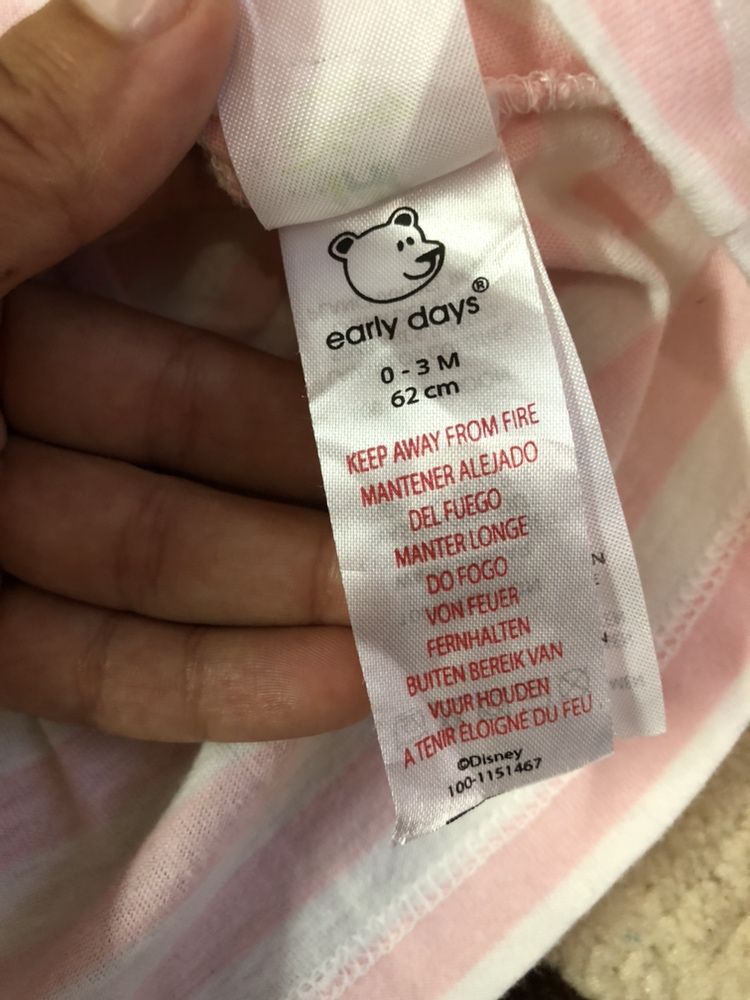 early days®
0 - 3 M
62 cm
KEEP AWAY FROM FIRE
MANTENER ALEJADO
DEL FUEGO
MANTER LONGE
DO FOGO
VON FEUER
FERNHALTEN
BUITEN BEREIK VAN
VUUR HOUDEN
A TENIR ÉLOIGNE DU FEU
©Disney
100-1151467